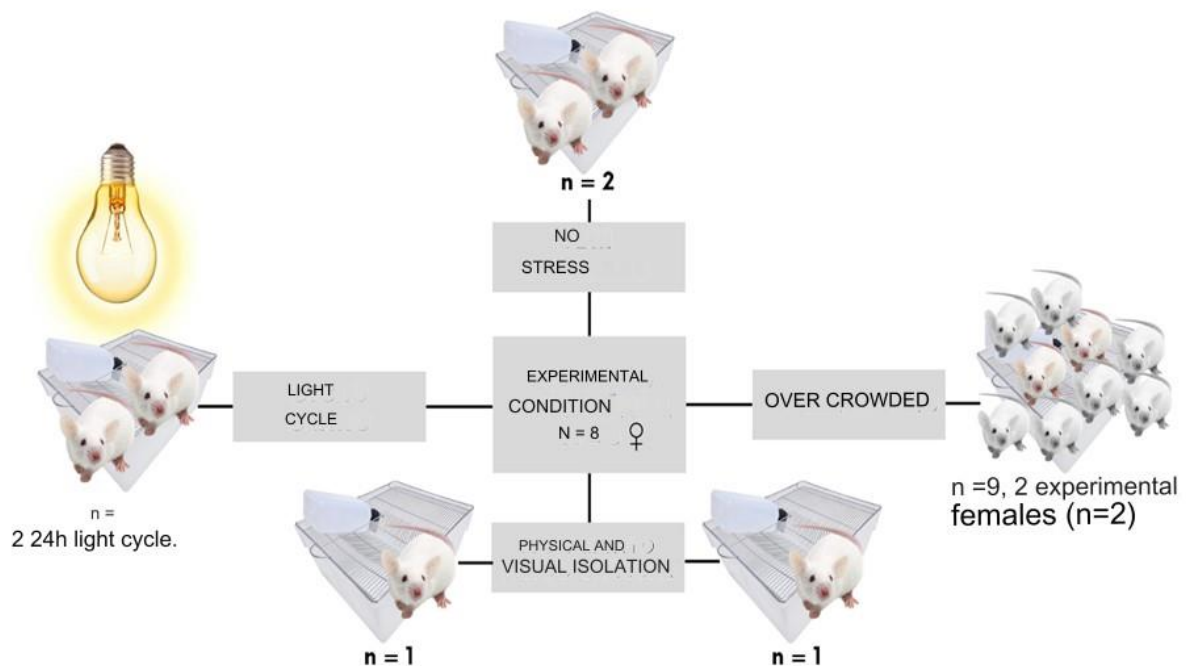 n = 2
NO
STRESS
EXPERIMENTAL
CONDITION
N = 8 ♀
LIGHT
CYCLE
OVER CROWDED
n =
2 24h light cycle.
n =9, 2 experimental
females (n=2)
PHYSICAL AND
VISUAL ISOLATION
n = 1
n = 1